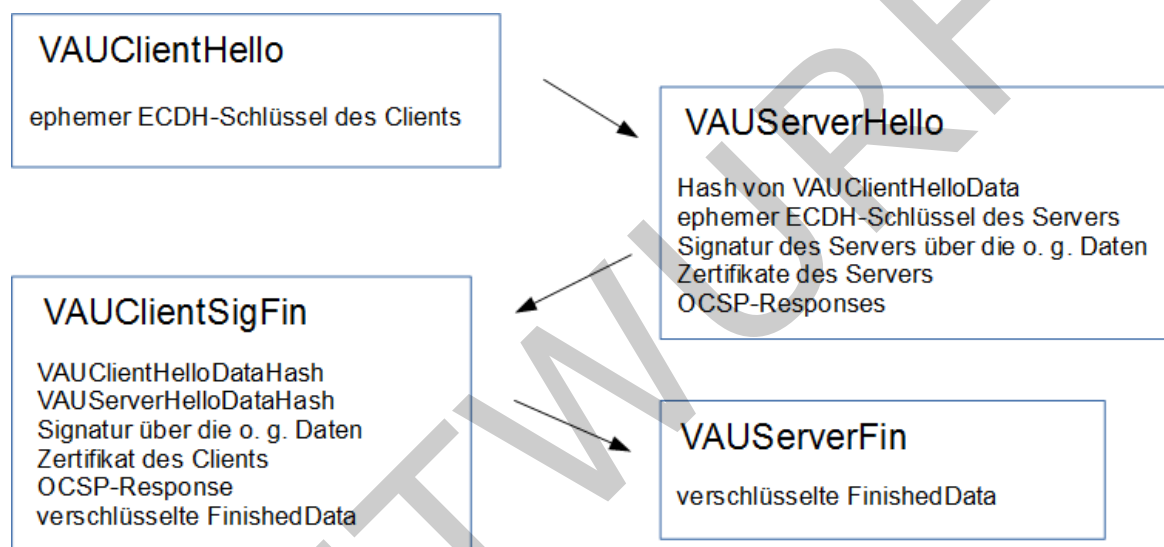 VAUClientHello
ephemer ECDH-Schlüssel des Clients
VAUServerHello
Hash von VAUClientHelloData
ephemer ECDH-Schlüssel des Servers
Signatur des Servers über die o. g. Daten
Zertifikate des Servers
OCSP-Responses
VAUClientSigFin
VAUClientHelloDataHash
VAUServerHelloDataHash
Signatur über die o. g. Daten
Zertifikat des Clients
OCSP-Response
verschlüsselte FinishedData
VAUServerFin
verschlüsselte FinishedData
TWURF